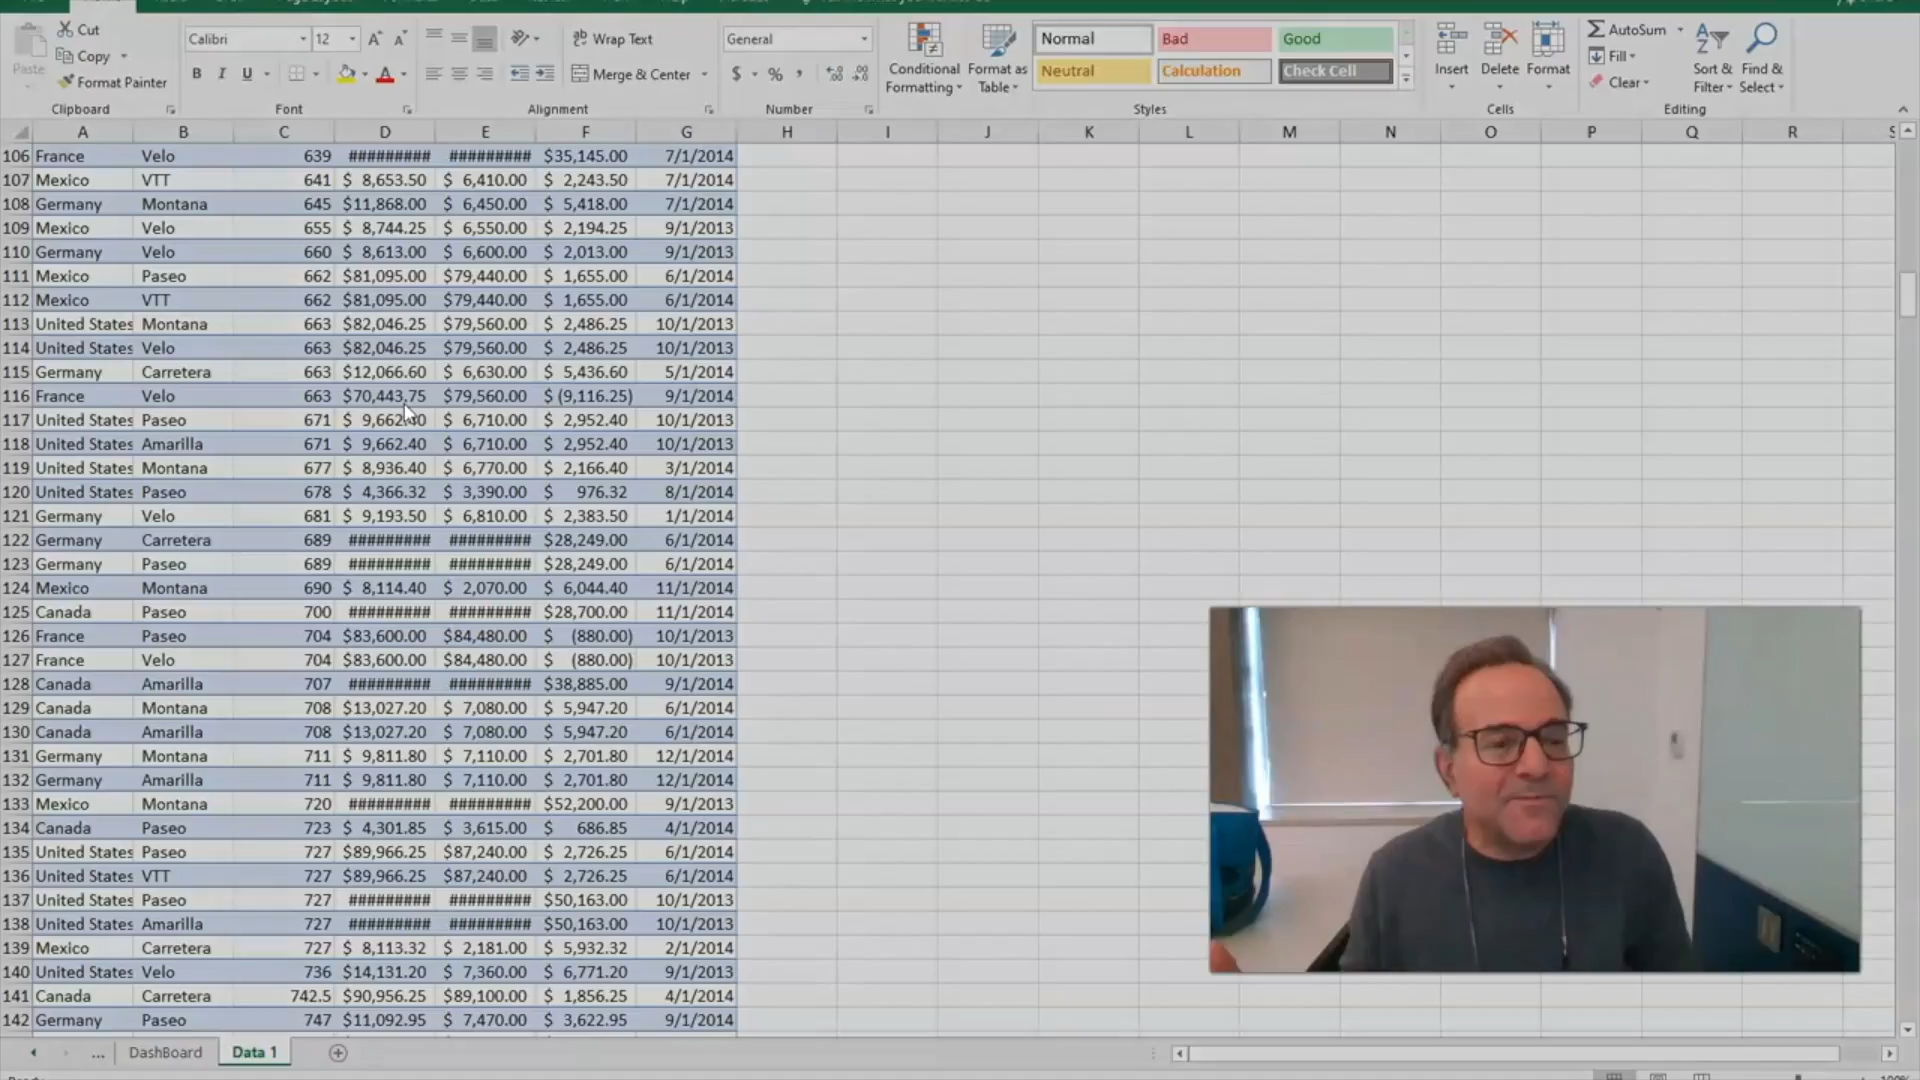 Cut
Copy
Format Painter
Paste
Clipboard
Calibri 12
B I U
Font
Wrap Text
Merge & Center
Alignment
General
$ % ,
Number
Conditional Formatting
Format as Table
Normal Bad Good
Neutral Calculation Check Cell
Styles
Insert Delete Format
Cells
AutoSum
Fill
Clear
Sort & Filter
Find & Select
Editing
A B C D E F G H I J K L M N O P Q R S
106 France Velo 639 ######### ######### $35,145.00 7/1/2014
107 Mexico VTT 641 $ 8,653.50 $ 6,410.00 $ 2,243.50 7/1/2014
108 Germany Montana 645 $11,868.00 $ 6,450.00 $ 5,418.00 7/1/2014
109 Mexico Velo 655 $ 8,744.25 $ 6,550.00 $ 2,194.25 9/1/2013
110 Germany Velo 660 $ 8,613.00 $ 6,600.00 $ 2,013.00 9/1/2013
111 Mexico Paseo 662 $81,095.00 $79,440.00 $ 1,655.00 6/1/2014
112 Mexico VTT 662 $81,095.00 $79,440.00 $ 1,655.00 6/1/2014
113 United States Montana 663 $82,046.25 $79,560.00 $ 2,486.25 10/1/2013
114 United States Velo 663 $82,046.25 $79,560.00 $ 2,486.25 10/1/2013
115 Germany Carretera 663 $12,066.60 $ 6,630.00 $ 5,436.60 5/1/2014
116 France Velo 663 $70,443.75 $79,560.00 $ (9,116.25) 9/1/2014
117 United States Paseo 671 $ 9,662.40 $ 6,710.00 $ 2,952.40 10/1/2013
118 United States Amarilla 671 $ 9,662.40 $ 6,710.00 $ 2,952.40 10/1/2013
119 United States Montana 677 $ 8,936.40 $ 6,770.00 $ 2,166.40 3/1/2014
120 United States Paseo 678 $ 4,366.32 $ 3,390.00 $ 976.32 8/1/2014
121 Germany Velo 681 $ 9,193.50 $ 6,810.00 $ 2,383.50 1/1/2014
122 Germany Carretera 689 ######### ######### $28,249.00 6/1/2014
123 Germany Paseo 689 ######### ######### $28,249.00 6/1/2014
124 Mexico Montana 690 $ 8,114.40 $ 2,070.00 $ 6,044.40 11/1/2014
125 Canada Paseo 700 ######### ######### $28,700.00 11/1/2014
126 France Paseo 704 $83,600.00 $84,480.00 $ (880.00) 10/1/2013
127 France Velo 704 $83,600.00 $84,480.00 $ (880.00) 10/1/2013
128 Canada Amarilla 707 ######### ######### $38,885.00 9/1/2014
129 Canada Montana 708 $13,027.20 $ 7,080.00 $ 5,947.20 6/1/2014
130 Canada Amarilla 708 $13,027.20 $ 7,080.00 $ 5,947.20 6/1/2014
131 Germany Montana 711 $ 9,811.80 $ 7,110.00 $ 2,701.80 12/1/2014
132 Germany Amarilla 711 $ 9,811.80 $ 7,110.00 $ 2,701.80 12/1/2014
133 Mexico Montana 720 ######### ######### $52,200.00 9/1/2013
134 Canada Paseo 723 $ 4,301.85 $ 3,615.00 $ 686.85 4/1/2014
135 United States Paseo 727 $89,966.25 $87,240.00 $ 2,726.25 6/1/2014
136 United States VTT 727 $89,966.25 $87,240.00 $ 2,726.25 6/1/2014
137 United States Paseo 727 ######### ######### $50,163.00 10/1/2013
138 United States Amarilla 727 ######### ######### $50,163.00 10/1/2013
139 Mexico Carretera 727 $ 8,113.32 $ 2,181.00 $ 5,932.32 2/1/2014
140 United States Velo 736 $14,131.20 $ 7,360.00 $ 6,771.20 9/1/2013
141 Canada Carretera 742.5 $90,956.25 $89,100.00 $ 1,856.25 4/1/2014
142 Germany Paseo 747 $11,092.95 $ 7,470.00 $ 3,622.95 9/1/2014
... DashBoard Data 1